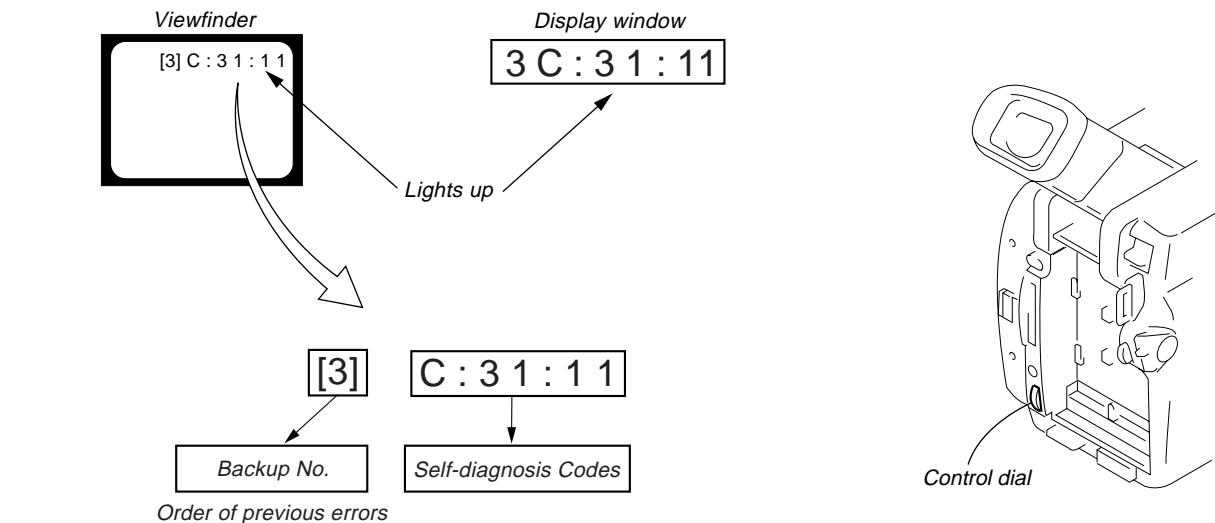 Viewfinder
Display window
[3] C : 3 1 : 1 1
3 C : 3 1 : 11
Lights up
[3]
C : 3 1 : 1 1
Backup No.
Self-diagnosis Codes
Order of previous errors
Control dial